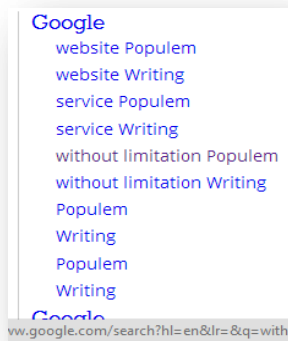 Google
website Populem
website Writing
service Populem
service Writing
without limitation Populem
without limitation Writing
Populem
Writing
Populem
Writing
Google
ww.google.com/search?hl=en&lr=&q=with